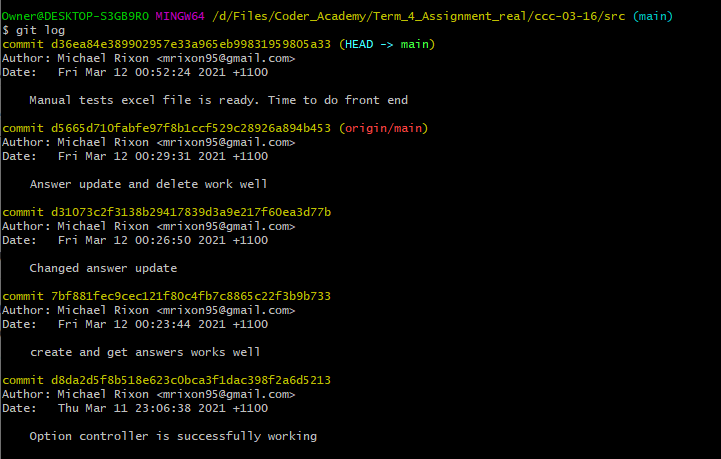 Owner@DESKTOP-S3GB9RO MINGW64 /d/Files/Coder_Academy/Term_4_Assignment_real/ccc-03-16/src (main)
$ git log
commit d36ea84e389902957e33a965eb99831959805a33 (HEAD -> main)
Author: Michael Rixon <mrixon95@gmail.com>
Date:   Fri Mar 12 00:52:24 2021 +1100
    Manual tests excel file is ready. Time to do front end
commit d5665d710fabfe97f8b1ccf529c28926a894b453 (origin/main)
Author: Michael Rixon <mrixon95@gmail.com>
Date:   Fri Mar 12 00:29:31 2021 +1100
    Answer update and delete work well
commit d31073c2f3138b29417839d3a9e217f60ea3d77b
Author: Michael Rixon <mrixon95@gmail.com>
Date:   Fri Mar 12 00:26:50 2021 +1100
    Changed answer update
commit 7bf881fec9cec121f80c4fb7c8865c22f3b9b733
Author: Michael Rixon <mrixon95@gmail.com>
Date:   Fri Mar 12 00:23:44 2021 +1100
    create and get answers works well
commit d8da2d5f8b518e623c0bca3f1dac398f2a6d5213
Author: Michael Rixon <mrixon95@gmail.com>
Date:   Thu Mar 11 23:06:38 2021 +1100
    Option controller is successfully working